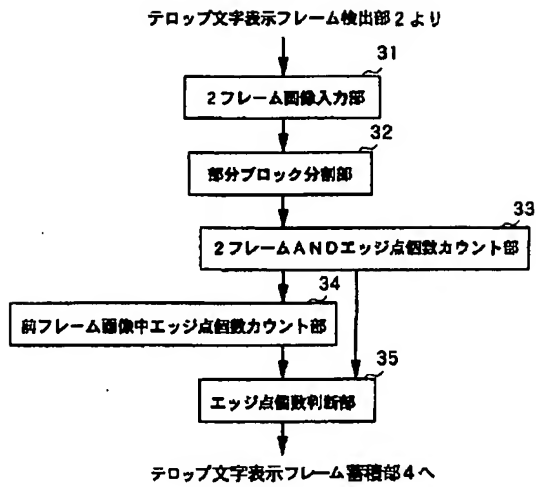 テロップ文字表示フレーム検出部2より
31
2フレーム画像入力部
32
部分ブロック分割部
33
2フレームANDエッジ点個数カウント部
34
前フレーム画像中エッジ点個数カウント部
35
エッジ点個数判断部
テロップ文字表示フレーム蓄積部4へ